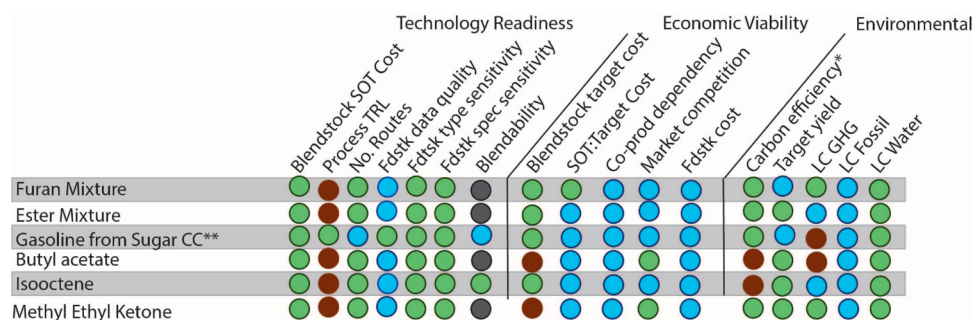 Technology Readiness
Economic Viability
Environmental
Blendstock SOT Cost
Process TRL
No. Routes
Fdstk data quality
Fdtsk type sensitivity
Fdstk spec sensitivity
Blendability
Blendstock target cost
SOT:Target Cost
Co-prod dependency
Market competition
Fdstk cost
Carbon efficiency*
Target yield
LC GHG
LC Fossil
LC Water
Furan Mixture
Ester Mixture
Gasoline from Sugar CC**
Butyl acetate
Isooctene
Methyl Ethyl Ketone